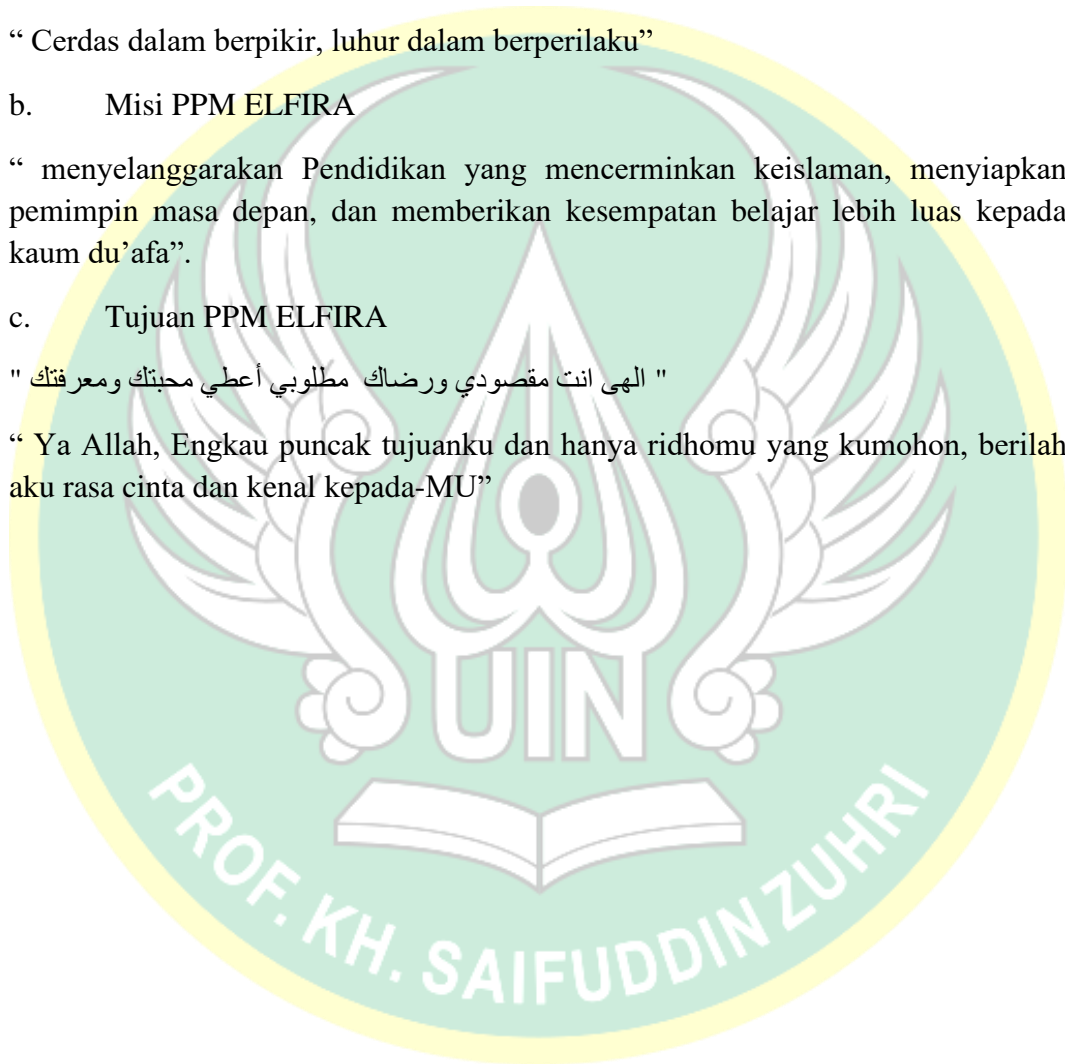 “ Cerdas dalam berpikir, luhur dalam berperilaku”
b. Misi PPM ELFIRA
“ menyelanggarakan Pendidikan yang mencerminkan keislaman, menyiapkan
pemimpin masa depan, dan memberikan kesempatan belajar lebih luas kepada
kaum du’afa”.
c. Tujuan PPM ELFIRA
" الهى انت مقصودي ورضاك مطلوبي أعطي محبتك ومعرفتك "
“ Ya Allah, Engkau puncak tujuanku dan hanya ridhomu yang kumohon, berilah
aku rasa cinta dan kenal kepada-MU”
UIN
PROF. KH. SAIFUDDIN ZUHRI